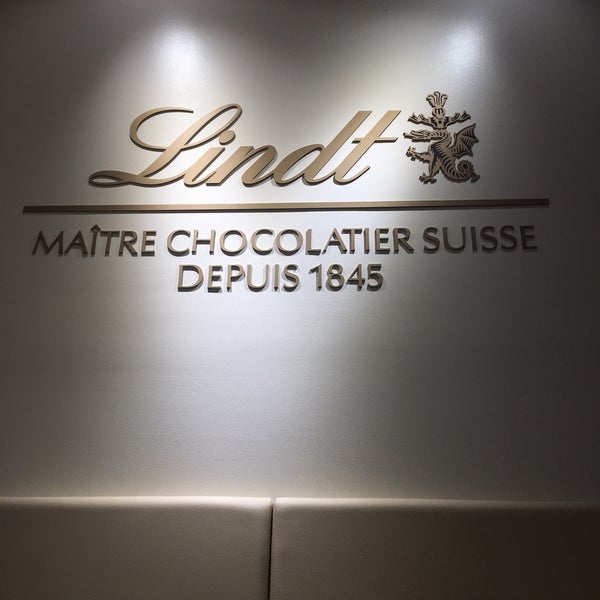 Lindt
MAÎTRE CHOCOLATIER SUISSE
DEPUIS 1845